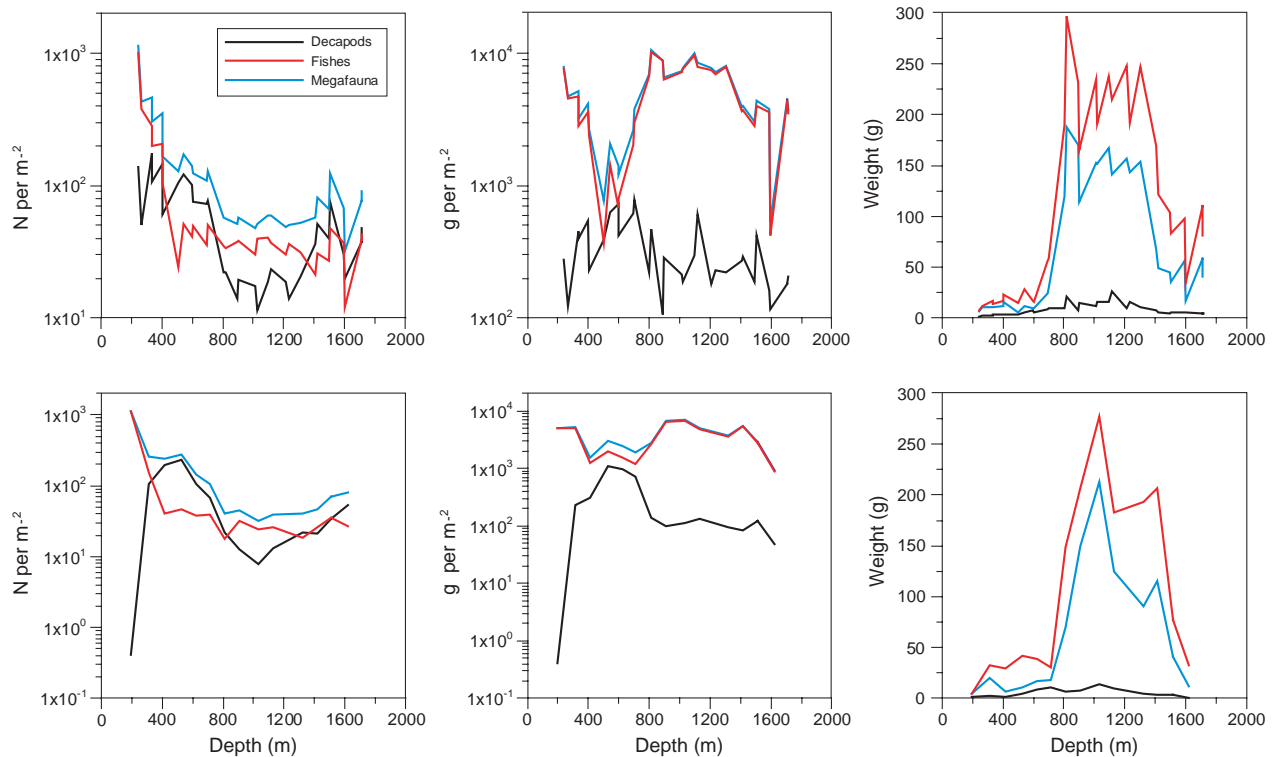 1x10³
1x10²
1x10¹
N per m⁻²
0 400 800 1200 1600 2000
Decapods
Fishes
Megafauna
1x10⁴
1x10³
1x10²
g per m⁻²
0 400 800 1200 1600 2000
300
250
200
150
100
50
0
Weight (g)
0 400 800 1200 1600 2000
1x10³
1x10²
1x10¹
1x10⁰
1x10⁻¹
N per m⁻²
0 400 800 1200 1600 2000
Depth (m)
1x10⁴
1x10³
1x10²
1x10¹
1x10⁰
1x10⁻¹
g per m⁻²
0 400 800 1200 1600 2000
Depth (m)
300
250
200
150
100
50
0
Weight (g)
0 400 800 1200 1600 2000
Depth (m)